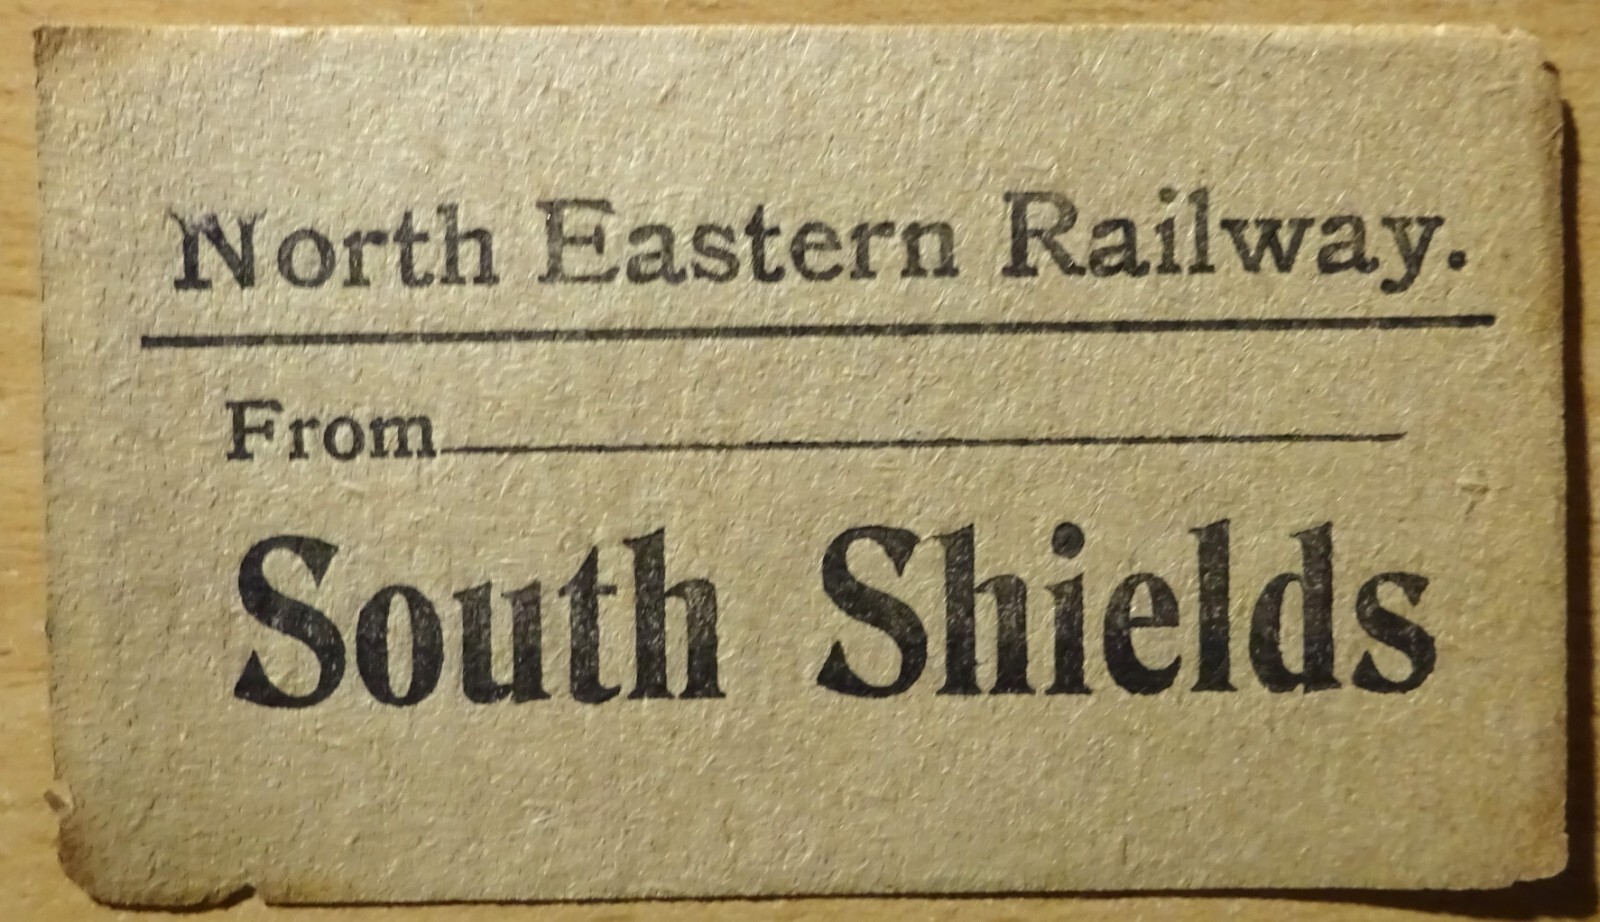 North Eastern Railway.
From
South Shields